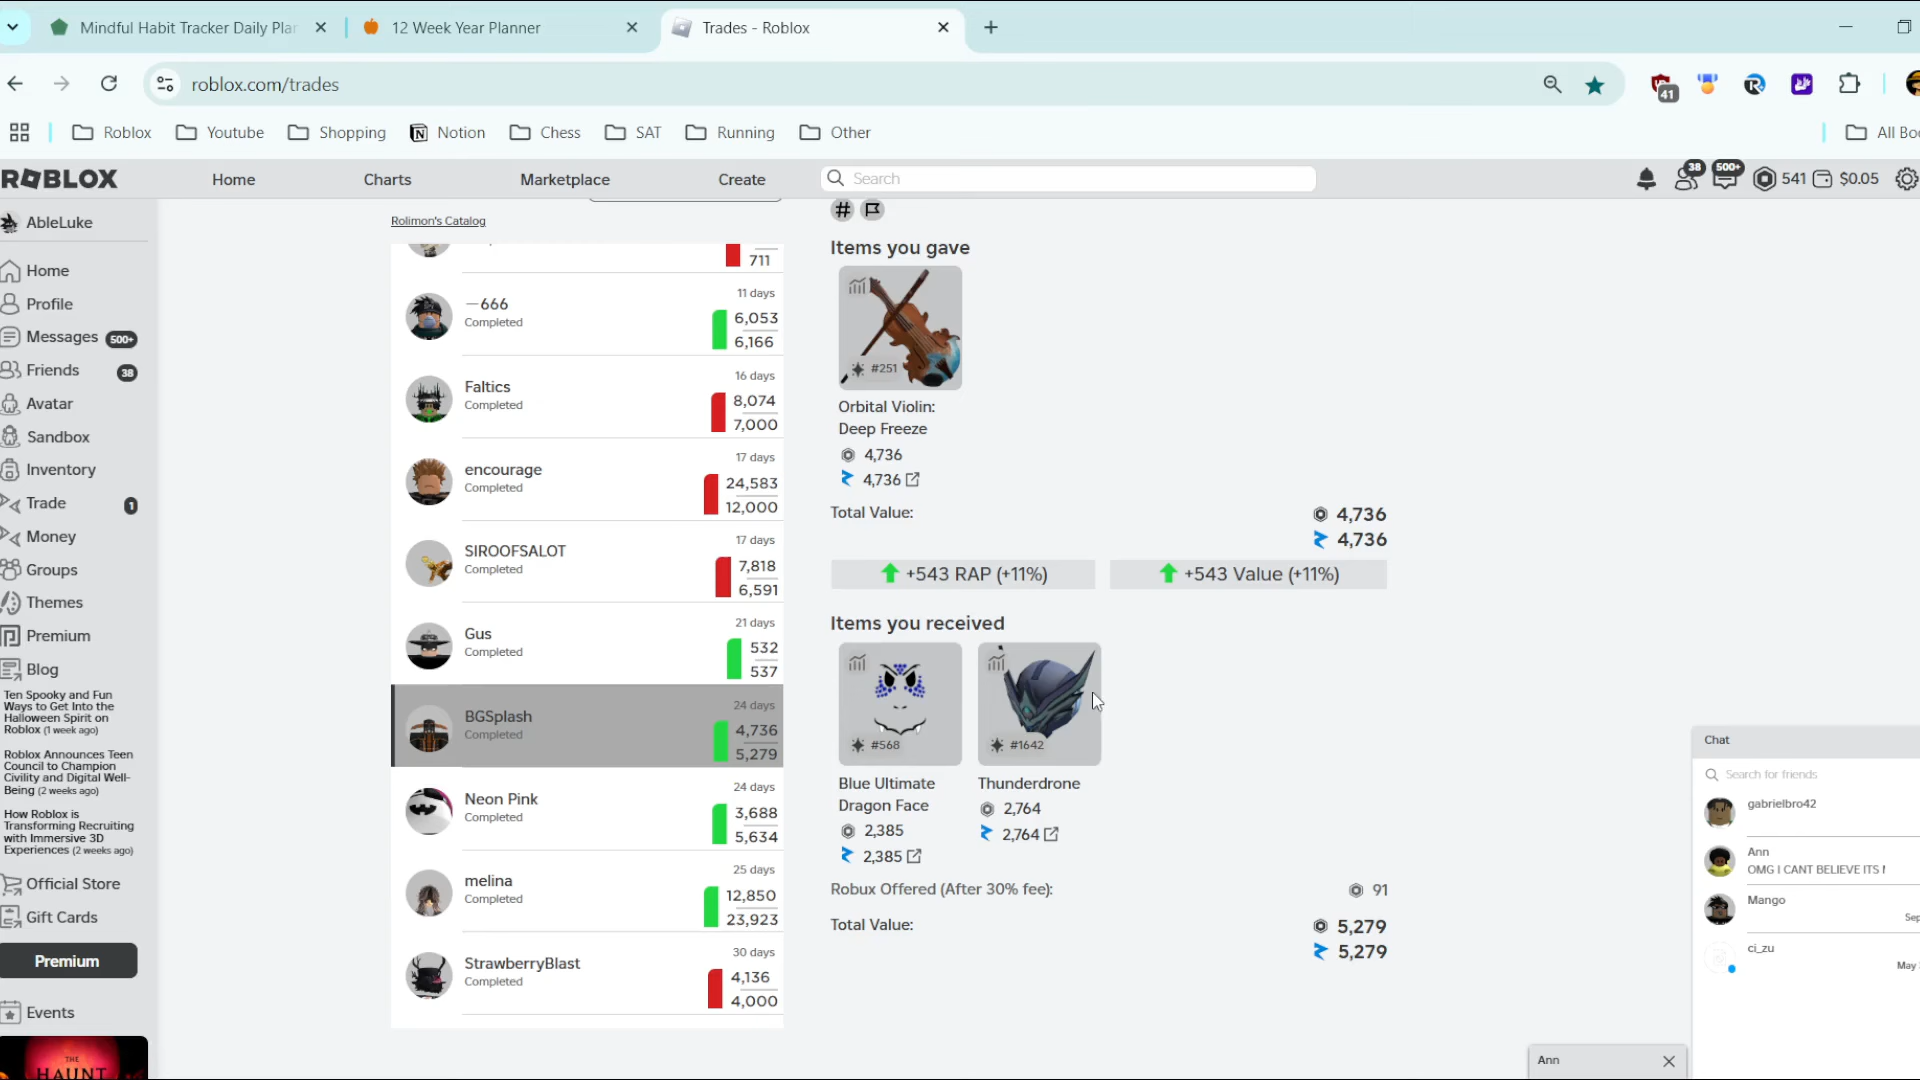 Mindful Habit Tracker Daily Plan
12 Week Year Planner
Trades - Roblox
roblox.com/trades
41
Roblox
Youtube
Shopping
Notion
Chess
SAT
Running
Other
All Boo
ROBLOX
Home
Charts
Marketplace
Create
Search
38
500+
541
$0.05
AbleLuke
Home
Profile
Messages 500+
Friends 38
Avatar
Sandbox
Inventory
Trade 1
Money
Groups
Themes
Premium
Blog
Ten Spooky and Fun
Ways to Get Into the
Halloween Spirit on
Roblox (1 week ago)
Roblox Announces Teen
Council to Champion
Civility and Digital Well-
Being (2 weeks ago)
How Roblox is
Transforming Recruiting
with Immersive 3D
Experiences (2 weeks ago)
Official Store
Gift Cards
Premium
Events
THE
HAUNT
Rolimon's Catalog
711
11 days
—666
Completed
6,053
6,166
16 days
Faltics
Completed
8,074
7,000
17 days
encourage
Completed
24,583
12,000
17 days
SIROOFSALOT
Completed
7,818
6,591
21 days
Gus
Completed
532
537
24 days
BGSplash
Completed
4,736
5,279
24 days
Neon Pink
Completed
3,688
5,634
25 days
melina
Completed
12,850
23,923
30 days
StrawberryBlast
Completed
4,136
4,000
#
Items you gave
#251
Orbital Violin:
Deep Freeze
4,736
4,736
Total Value:
4,736
4,736
+543 RAP (+11%)
+543 Value (+11%)
Items you received
#568
#1642
Blue Ultimate
Dragon Face
2,385
2,385
Thunderdrone
2,764
2,764
Robux Offered (After 30% fee):
91
Total Value:
5,279
5,279
Chat
Search for friends
gabrielbro42
Ann
OMG I CANT BELIEVE ITS
Mango
Sep
ci_zu
May
Ann